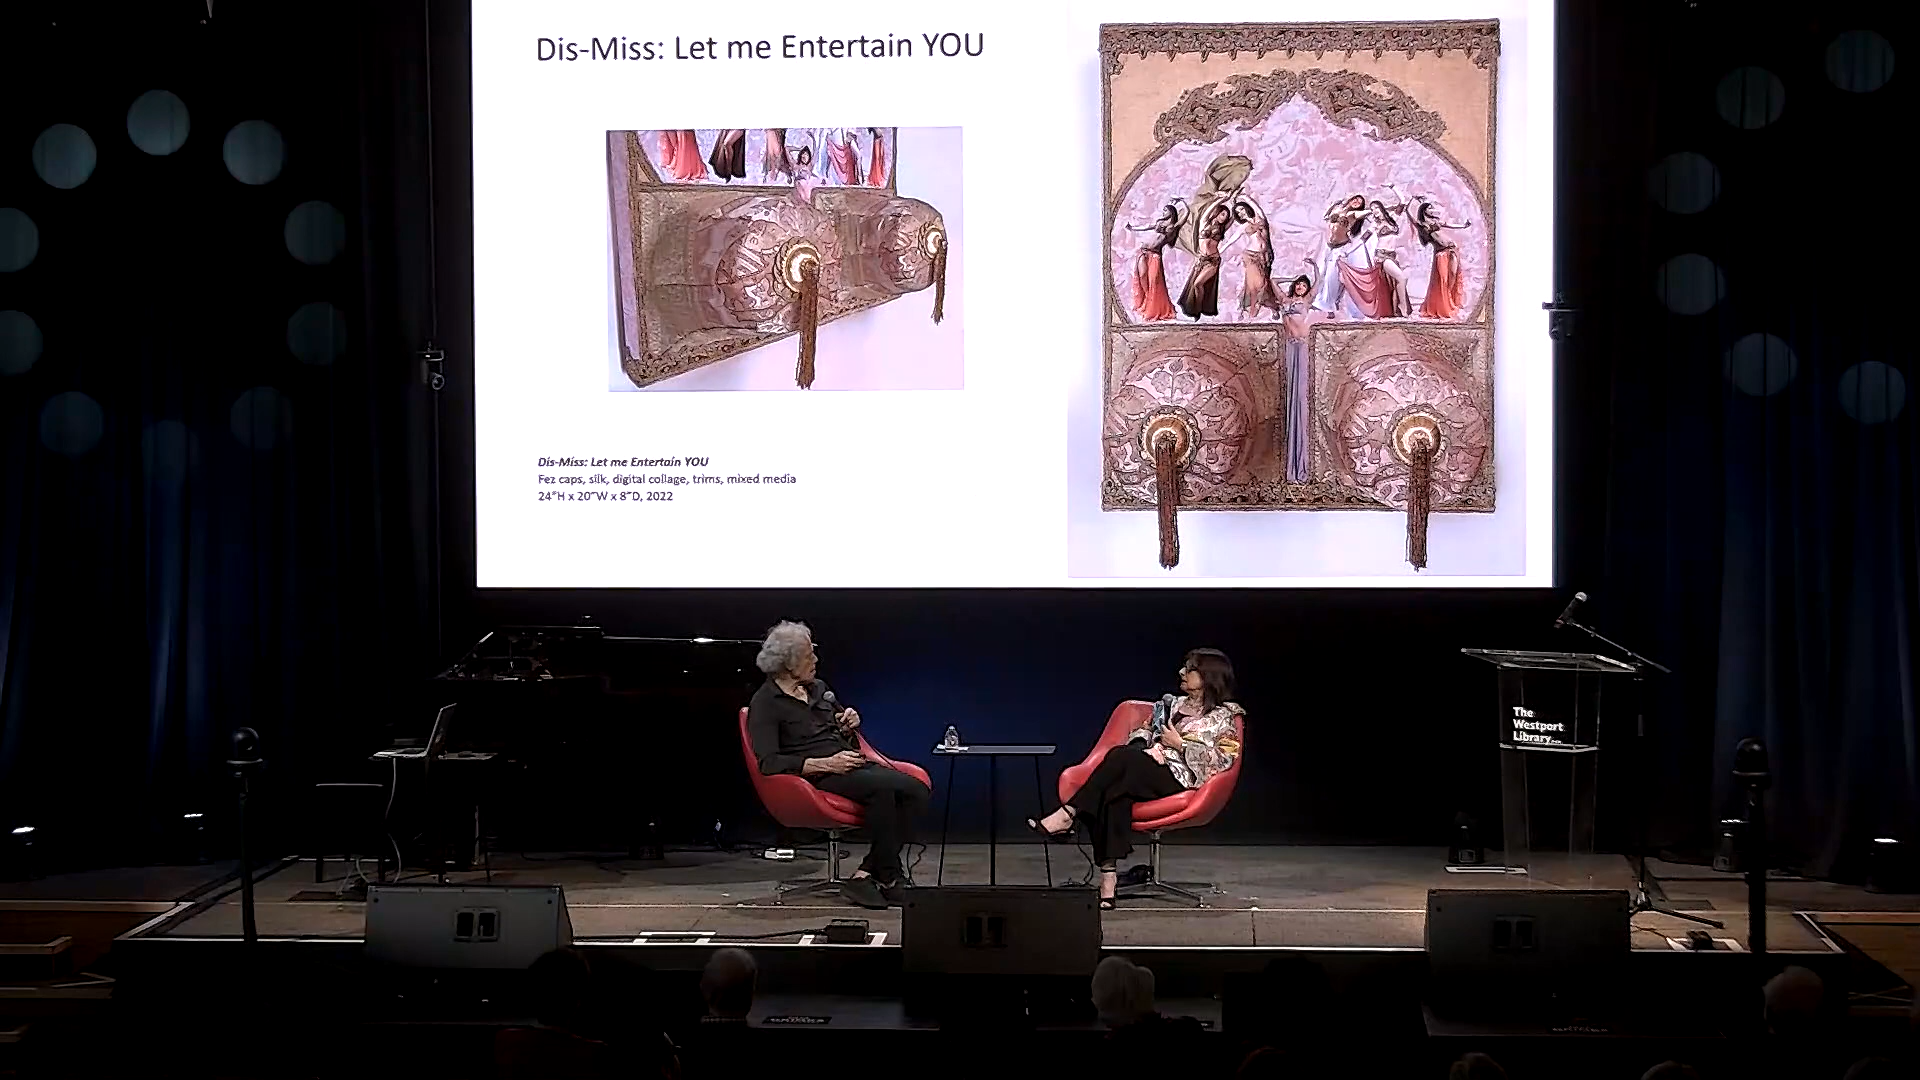 Dis-Miss: Let me Entertain YOU
Dis-Miss: Let me Entertain YOU
Fez caps, silk, digital collage, trims, mixed media
24"H x 20"W x 8"D, 2022
The
Westport
Library